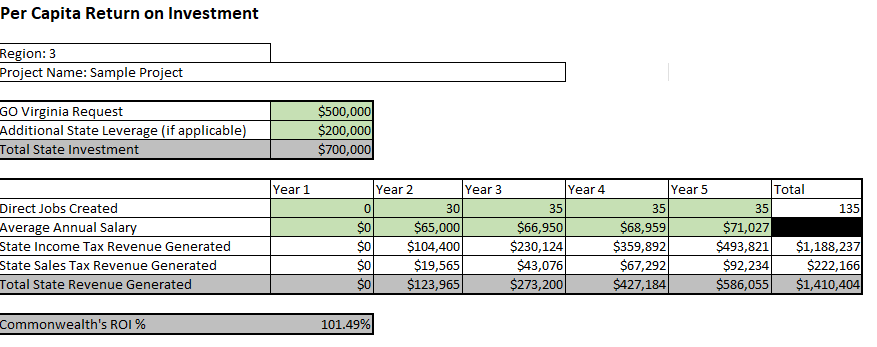 Per Capita Return on Investment
Region: 3
Project Name: Sample Project
GO Virginia Request $500,000
Additional State Leverage (if applicable) $200,000
Total State Investment $700,000
Year 1 Year 2 Year 3 Year 4 Year 5 Total
Direct Jobs Created 0 30 35 35 35 135
Average Annual Salary $0 $65,000 $66,950 $68,959 $71,027
State Income Tax Revenue Generated $0 $104,400 $230,124 $359,892 $493,821 $1,188,237
State Sales Tax Revenue Generated $0 $19,565 $43,076 $67,292 $92,234 $222,166
Total State Revenue Generated $0 $123,965 $273,200 $427,184 $586,055 $1,410,404
Commonwealth's ROI % 101.49%